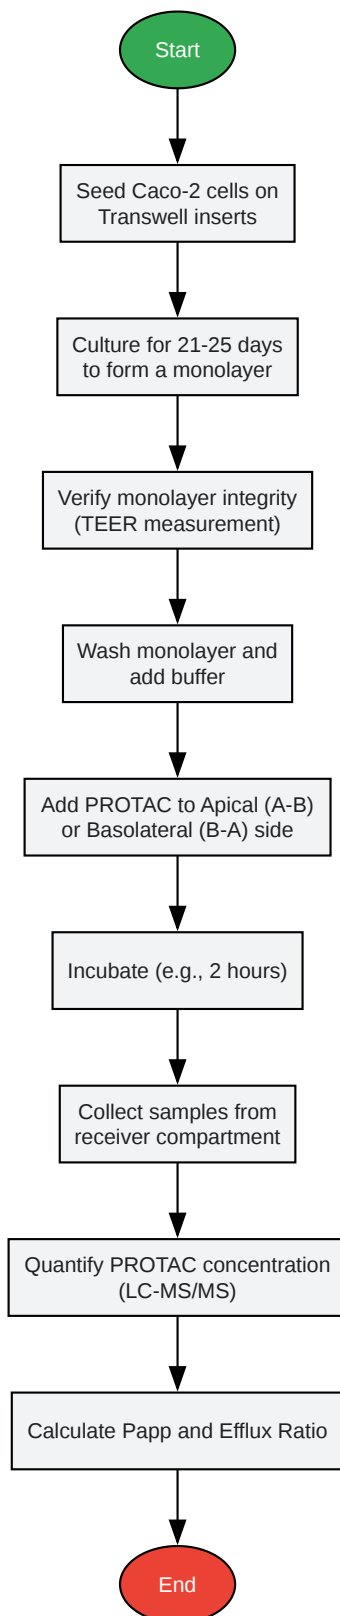 Start
Seed Caco-2 cells on
Transwell inserts
Culture for 21-25 days
to form a monolayer
Verify monolayer integrity
(TEER measurement)
Wash monolayer and
add buffer
Add PROTAC to Apical (A-B)
or Basolateral (B-A) side
Incubate (e.g., 2 hours)
Collect samples from
receiver compartment
Quantify PROTAC concentration
(LC-MS/MS)
Calculate Papp and Efflux Ratio
End